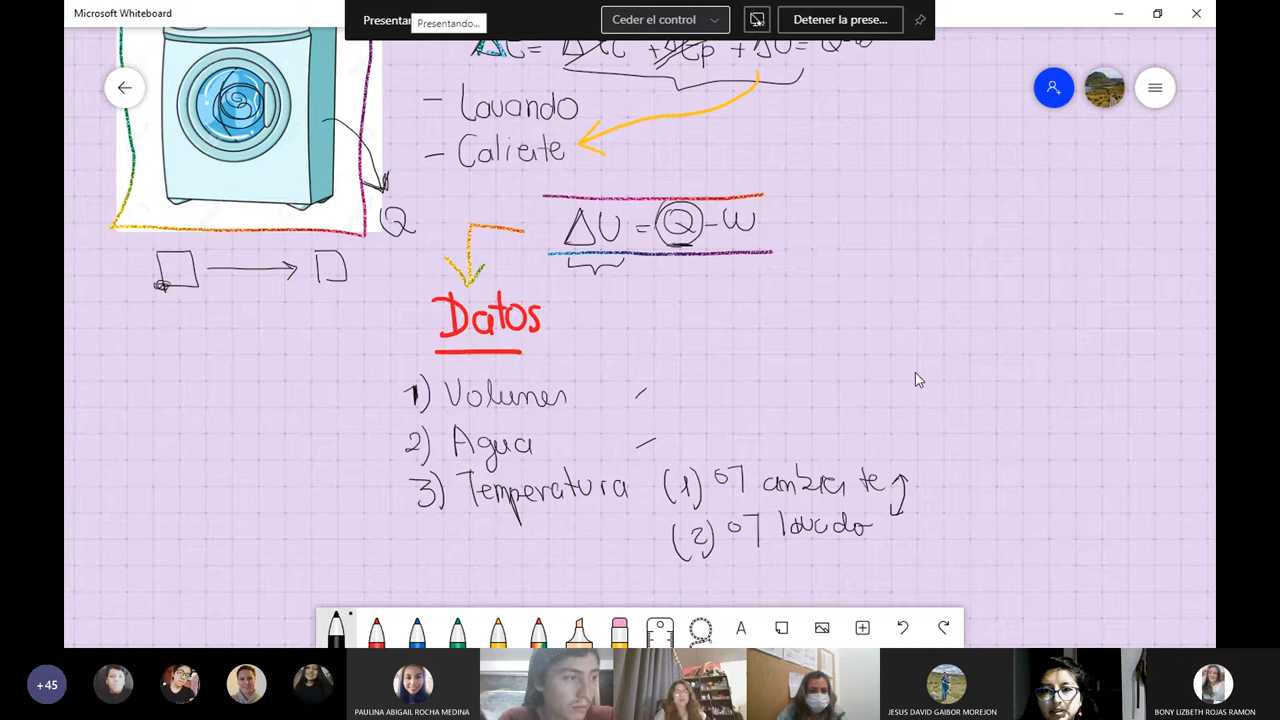 Microsoft Whiteboard
Presentando...
Ceder el control
Detener la prese...
- Lavando
- Caliente
ΔU = Q - W
Q
Datos
1) Volumen
2) Agua
3) Temperatura (1) °T ambiente
(2) °T lavado
A
+45
PAULINA ABIGAIL ROCHA MEDINA
JESUS DAVID GAIBOR MOREJON
BONY LIZBETH ROJAS RAMON